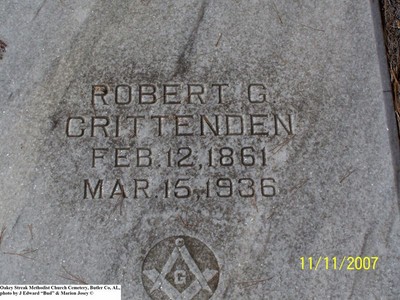 ROBERT G.
CRITTENDEN
FEB. 12, 1861
MAR. 15, 1936
G
11/11/2007
Oakey Streak Methodist Church Cemetery, Butler Co, AL,
photo by J Edward "Bud" & Marion Josey ©